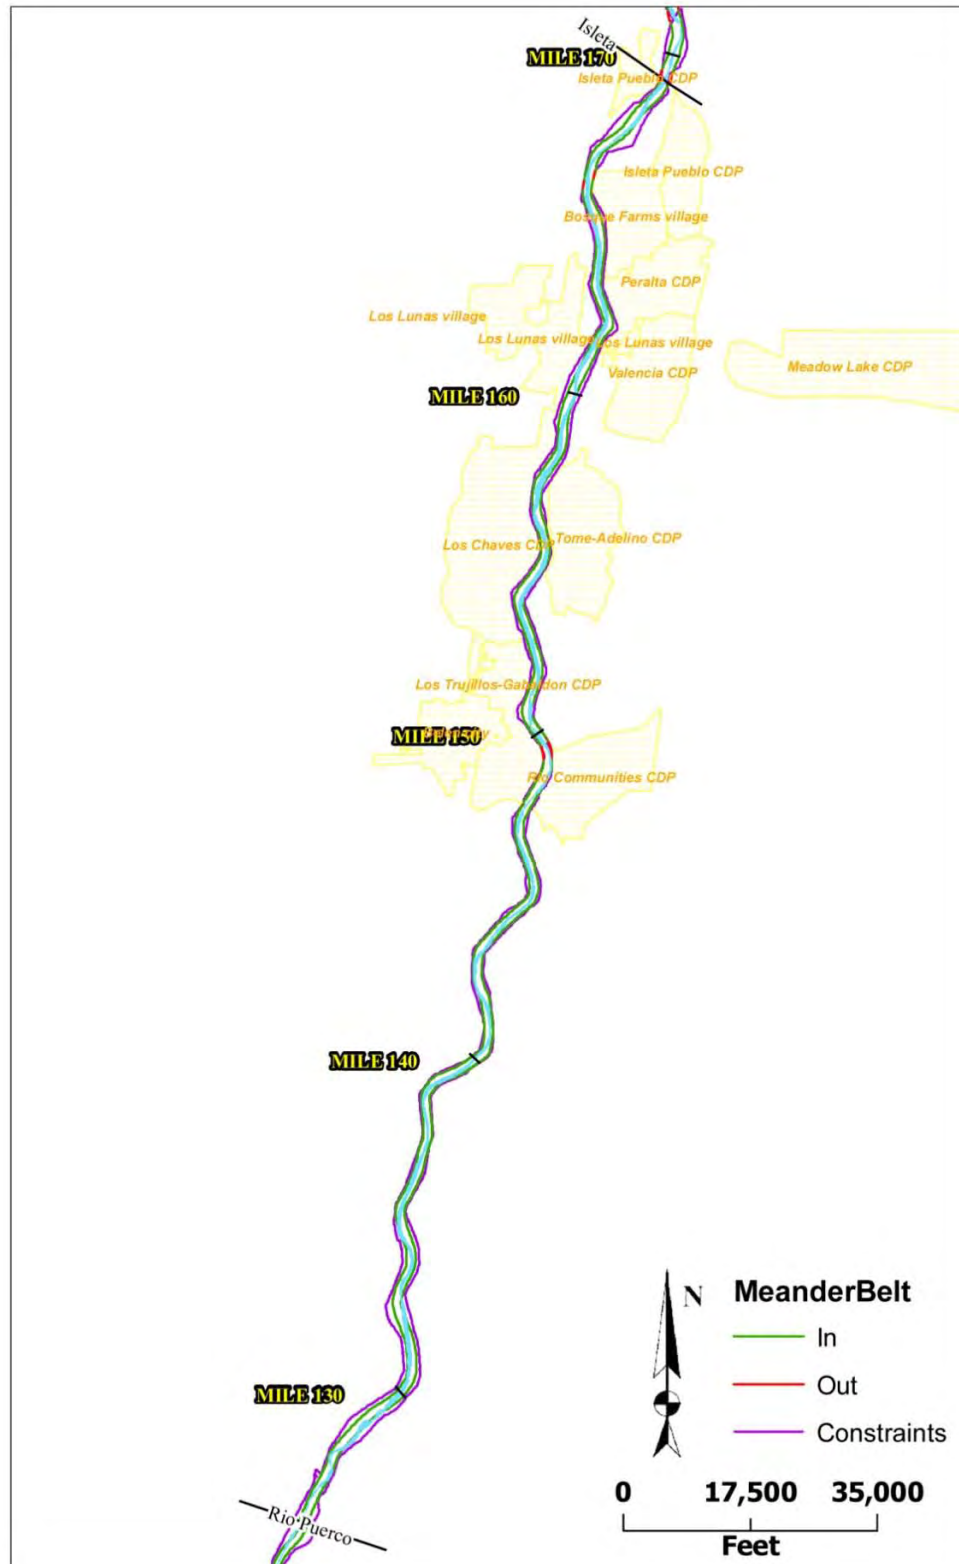 Isleta
MILE 170
Isleta Pueblo CDP
Isleta Pueblo CDP
Bosque Farms village
Peralta CDP
Los Lunas village
Los Lunas village
Los Lunas village
Valencia CDP
Meadow Lake CDP
MILE 160
Los Chaves CDP
Tome-Adelino CDP
Los Trujillos-Gabaldon CDP
MILE 150
Rio Communities CDP
MILE 140
MILE 130
Rio Puerco
N
MeanderBelt
In
Out
Constraints
0 17,500 35,000
Feet